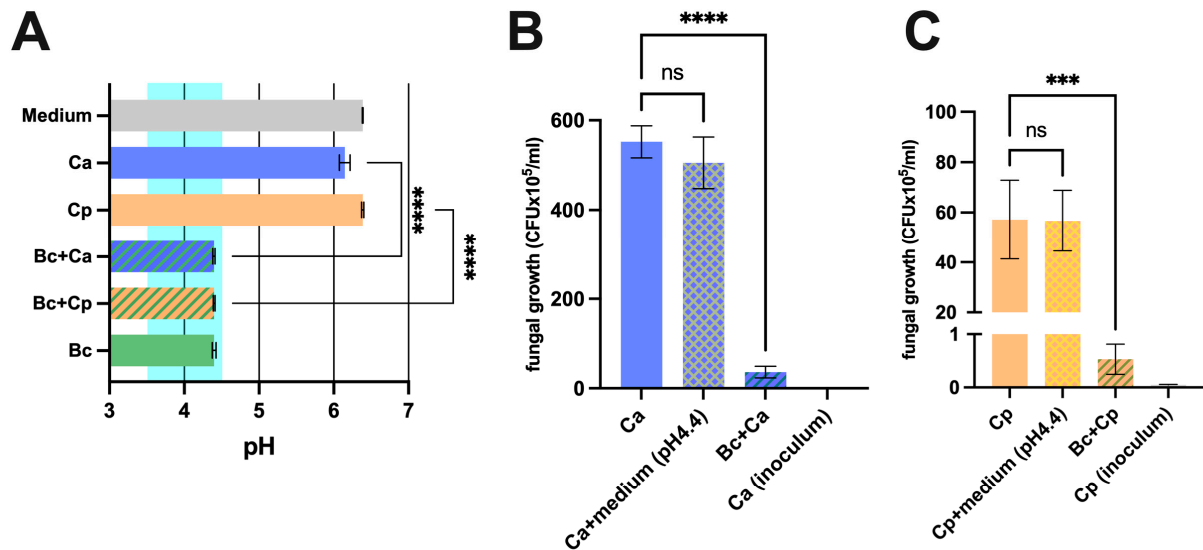 A
Medium
Ca
Cp
Bc+Ca
Bc+Cp
Bc
3 4 5 6 7
pH
****
****
B
****
ns
fungal growth (CFUx10⁵/ml)
600
400
200
0
Ca
Ca+medium (pH4.4)
Bc+Ca
Ca (inoculum)
C
***
ns
fungal growth (CFUx10⁵/ml)
100
80
60
40
20
1
0
Cp
Cp+medium (pH4.4)
Bc+Cp
Cp (inoculum)